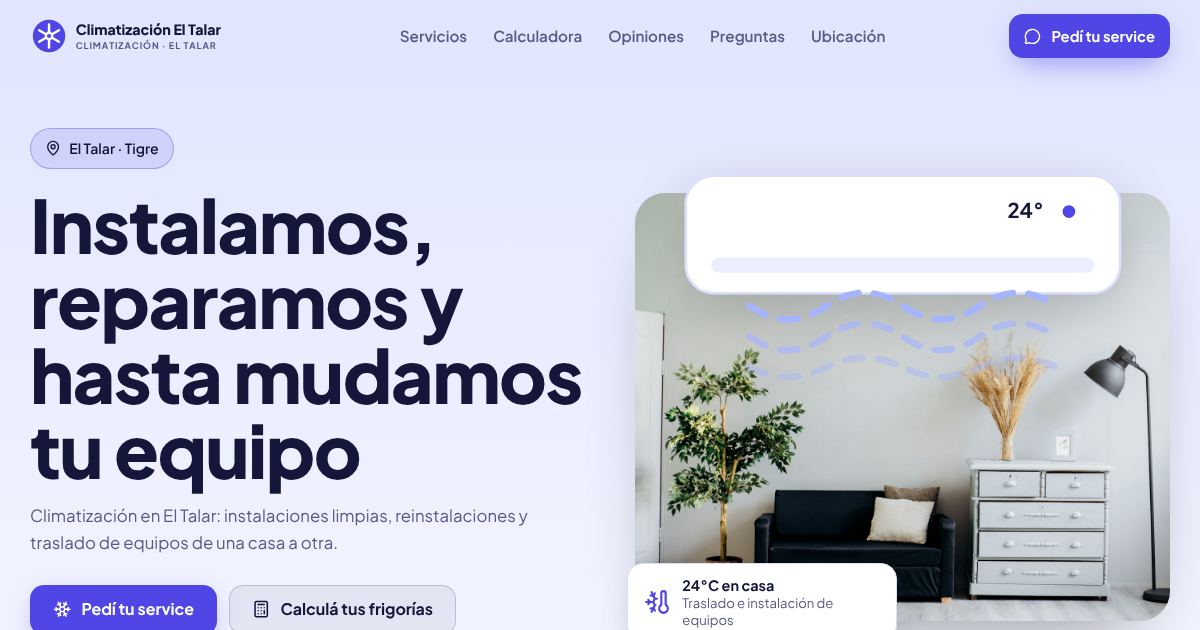 Climatización El Talar
CLIMATIZACIÓN · EL TALAR
Servicios
Calculadora
Opiniones
Preguntas
Ubicación
Pedí tu service
El Talar · Tigre
Instalamos,
reparamos y
hasta mudamos
tu equipo
Climatización en El Talar: instalaciones limpias, reinstalaciones y
traslado de equipos de una casa a otra.
Pedí tu service
Calculá tus frigorías
24°
24°C en casa
Traslado e instalación de
equipos